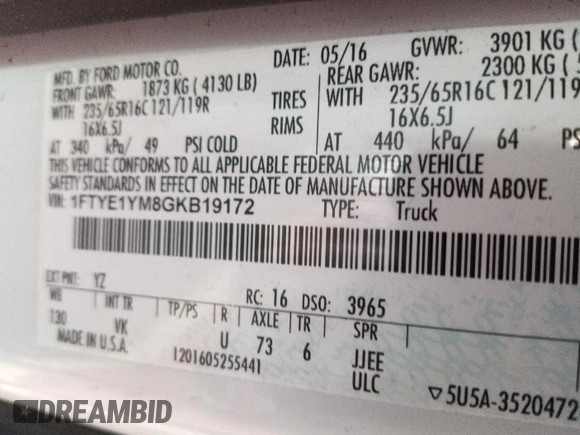 MFD. BY FORD MOTOR CO. DATE: 05/16 GVWR: 3901 KG (
FRONT GAWR: 1873 KG ( 4130 LB) REAR GAWR: 2300 KG (
WITH 235/65R16C 121/119R TIRES WITH 235/65R16C 121/119R
16X6.5J RIMS 16X6.5J
AT 340 kPa/ 49 PSI COLD AT 440 kPa/ 64 PS
THIS VEHICLE CONFORMS TO ALL APPLICABLE FEDERAL MOTOR VEHICLE
SAFETY STANDARDS IN EFFECT ON THE DATE OF MANUFACTURE SHOWN ABOVE.
VIN: 1FTYE1YM8GKB19172 TYPE: Truck
EXT PNT: YZ RC: 16 DSO: 3965
WB INT TR TP/PS R AXLE TR SPR
130 VK U 73 6 JJEE
MADE IN U.S.A. 1201605255441 ULC
▽5U5A-3520472
DREAMBID